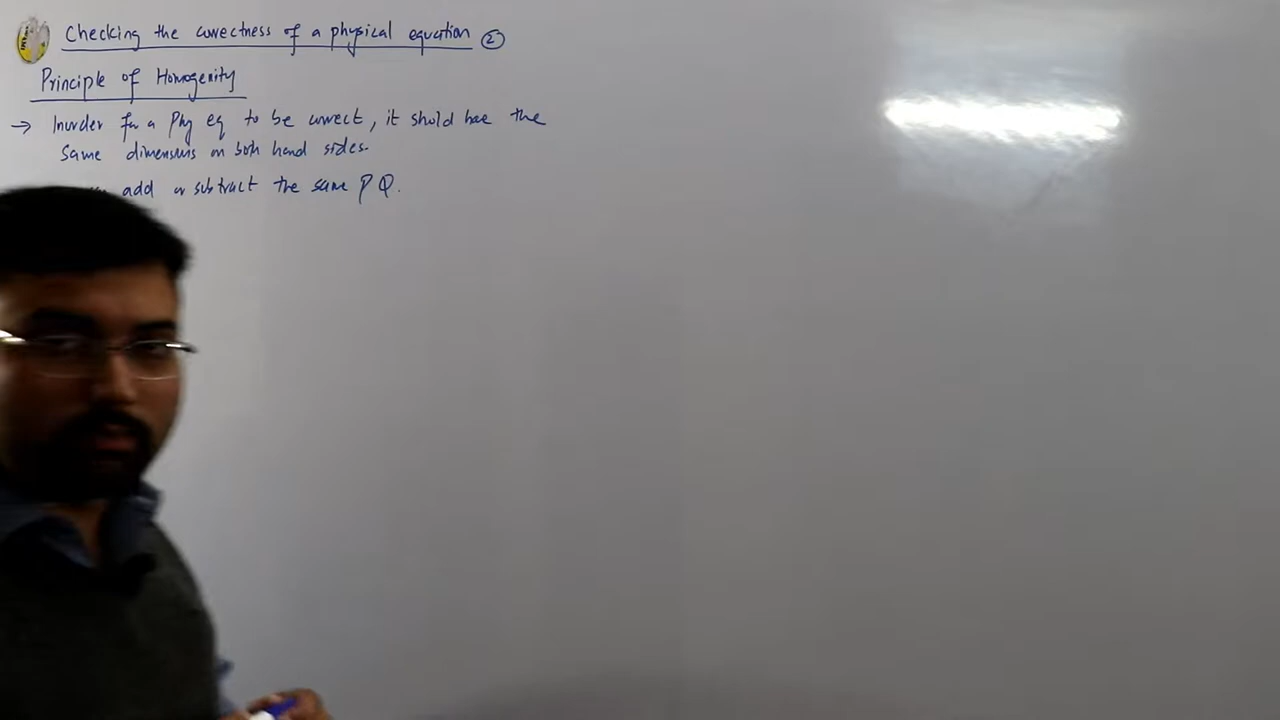 Checking the correctness of a physical equation ②
Principle of Homogenity
→ Inorder for a Phy eq to be correct, it shold have the
same dimensions on both hand sides.
add or subtract the same P Q.